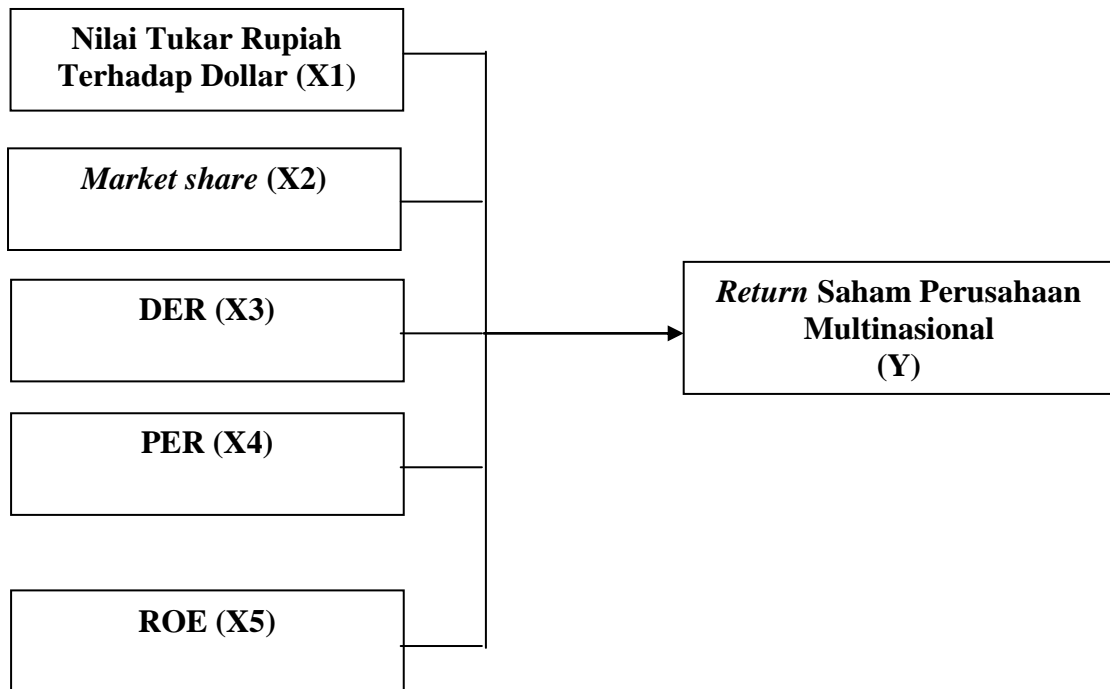 Nilai Tukar Rupiah
Terhadap Dollar (X1)
Market share (X2)
DER (X3)
PER (X4)
ROE (X5)
Return Saham Perusahaan
Multinasional
(Y)